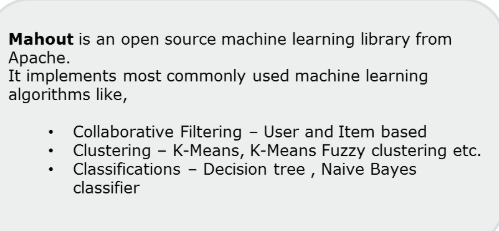 Mahout is an open source machine learning library from
Apache.
It implements most commonly used machine learning
algorithms like,
• Collaborative Filtering – User and Item based
• Clustering – K-Means, K-Means Fuzzy clustering etc.
• Classifications – Decision tree , Naive Bayes
classifier